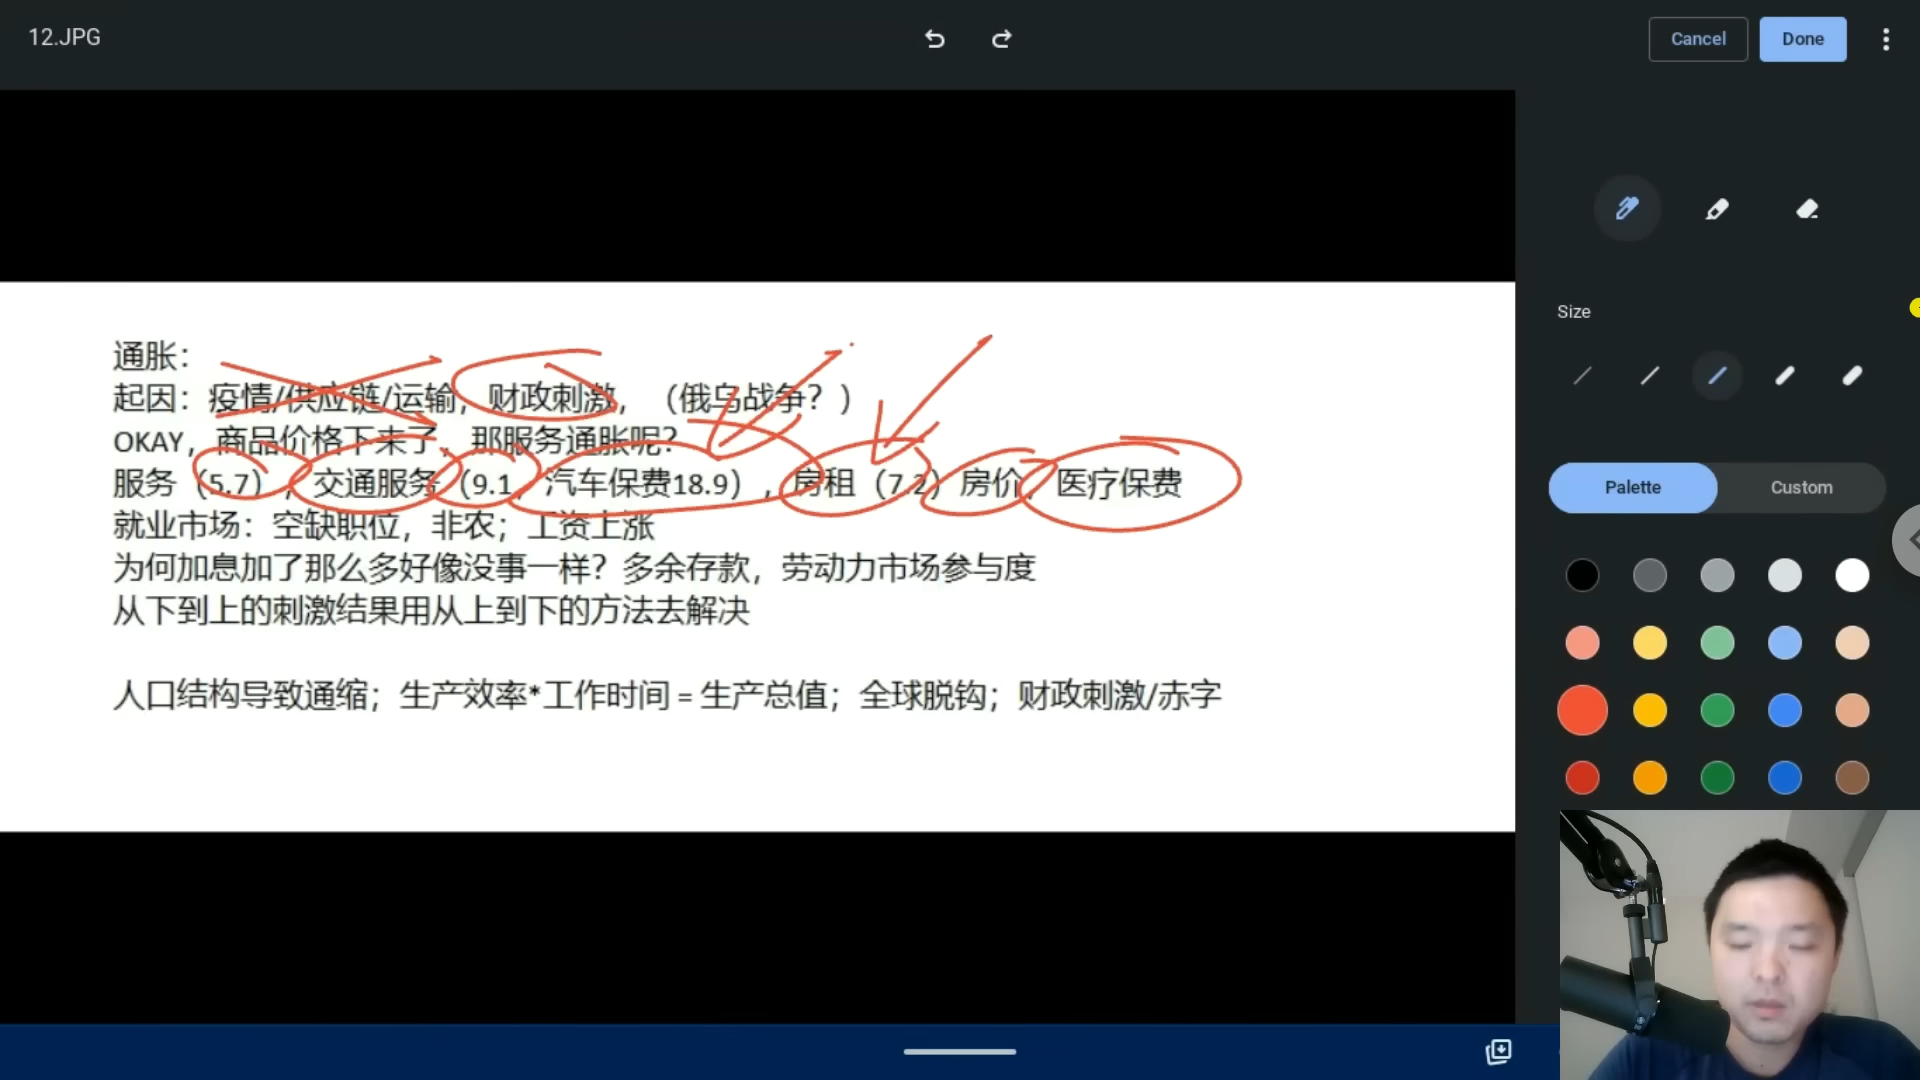 12.JPG
Cancel
Done
Size
Palette
Custom
通胀：
起因：疫情/供应链/运输，财政刺激，（俄乌战争？）
OKAY，商品价格下来了，那服务通胀呢？
服务（5.7），交通服务（9.1，汽车保费18.9），房租（7.2）房价，医疗保费
就业市场：空缺职位，非农；工资上涨
为何加息加了那么多好像没事一样？多余存款，劳动力市场参与度
从下到上的刺激结果用从上到下的方法去解决
人口结构导致通缩；生产效率*工作时间 = 生产总值；全球脱钩；财政刺激/赤字